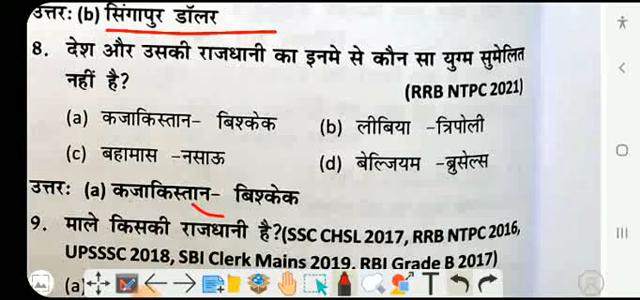 उत्तर: (b) सिंगापुर डॉलर
8. देश और उसकी राजधानी का इनमे से कौन सा युग्म सुमेलित
नहीं है? (RRB NTPC 2021)
(a) कजाकिस्तान– बिश्केक (b) लीबिया –त्रिपोली
(c) बहामास –नसाऊ (d) बेल्जियम –ब्रुसेल्स
उत्तर: (a) कजाकिस्तान– बिश्केक
9. माले किसकी राजधानी है?(SSC CHSL 2017, RRB NTPC 2016,
UPSSSC 2018, SBI Clerk Mains 2019, RBI Grade B 2017)
(a)